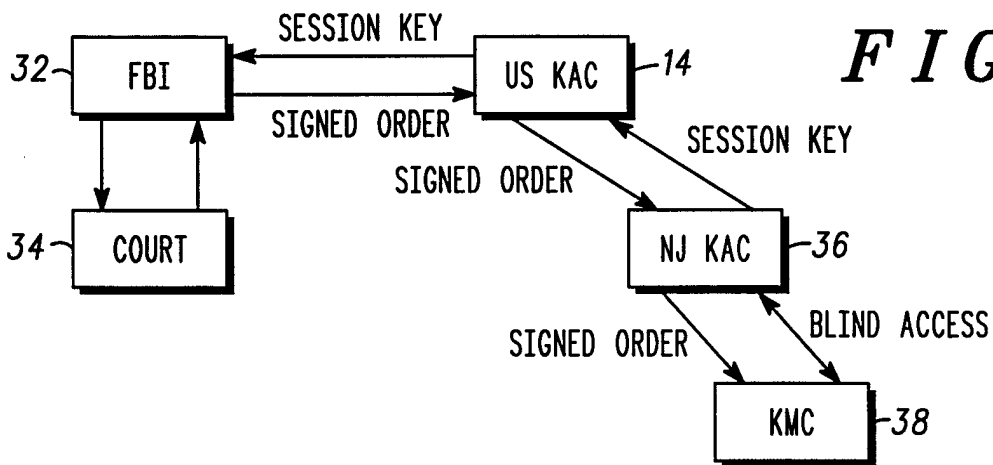 FIG
SESSION KEY
32 FBI
US KAC 14
SIGNED ORDER
SESSION KEY
SIGNED ORDER
34 COURT
NJ KAC 36
BLIND ACCESS
SIGNED ORDER
KMC 38